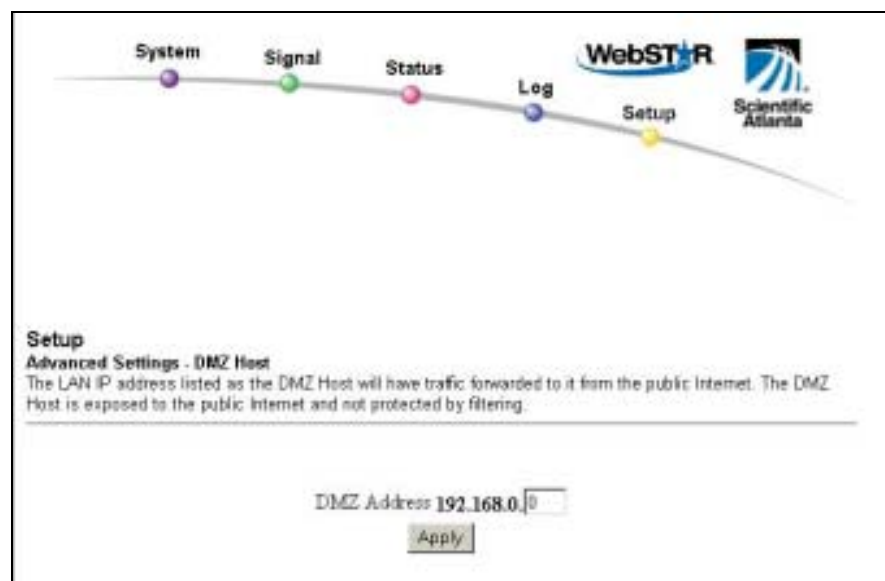 System
Signal
Status
Log
Setup
WebSTAR
Scientific
Atlanta
Setup
Advanced Settings - DMZ Host
The LAN IP address listed as the DMZ Host will have traffic forwarded to it from the public Internet. The DMZ
Host is exposed to the public Internet and not protected by filtering.
DMZ Address 192.168.0.0
Apply